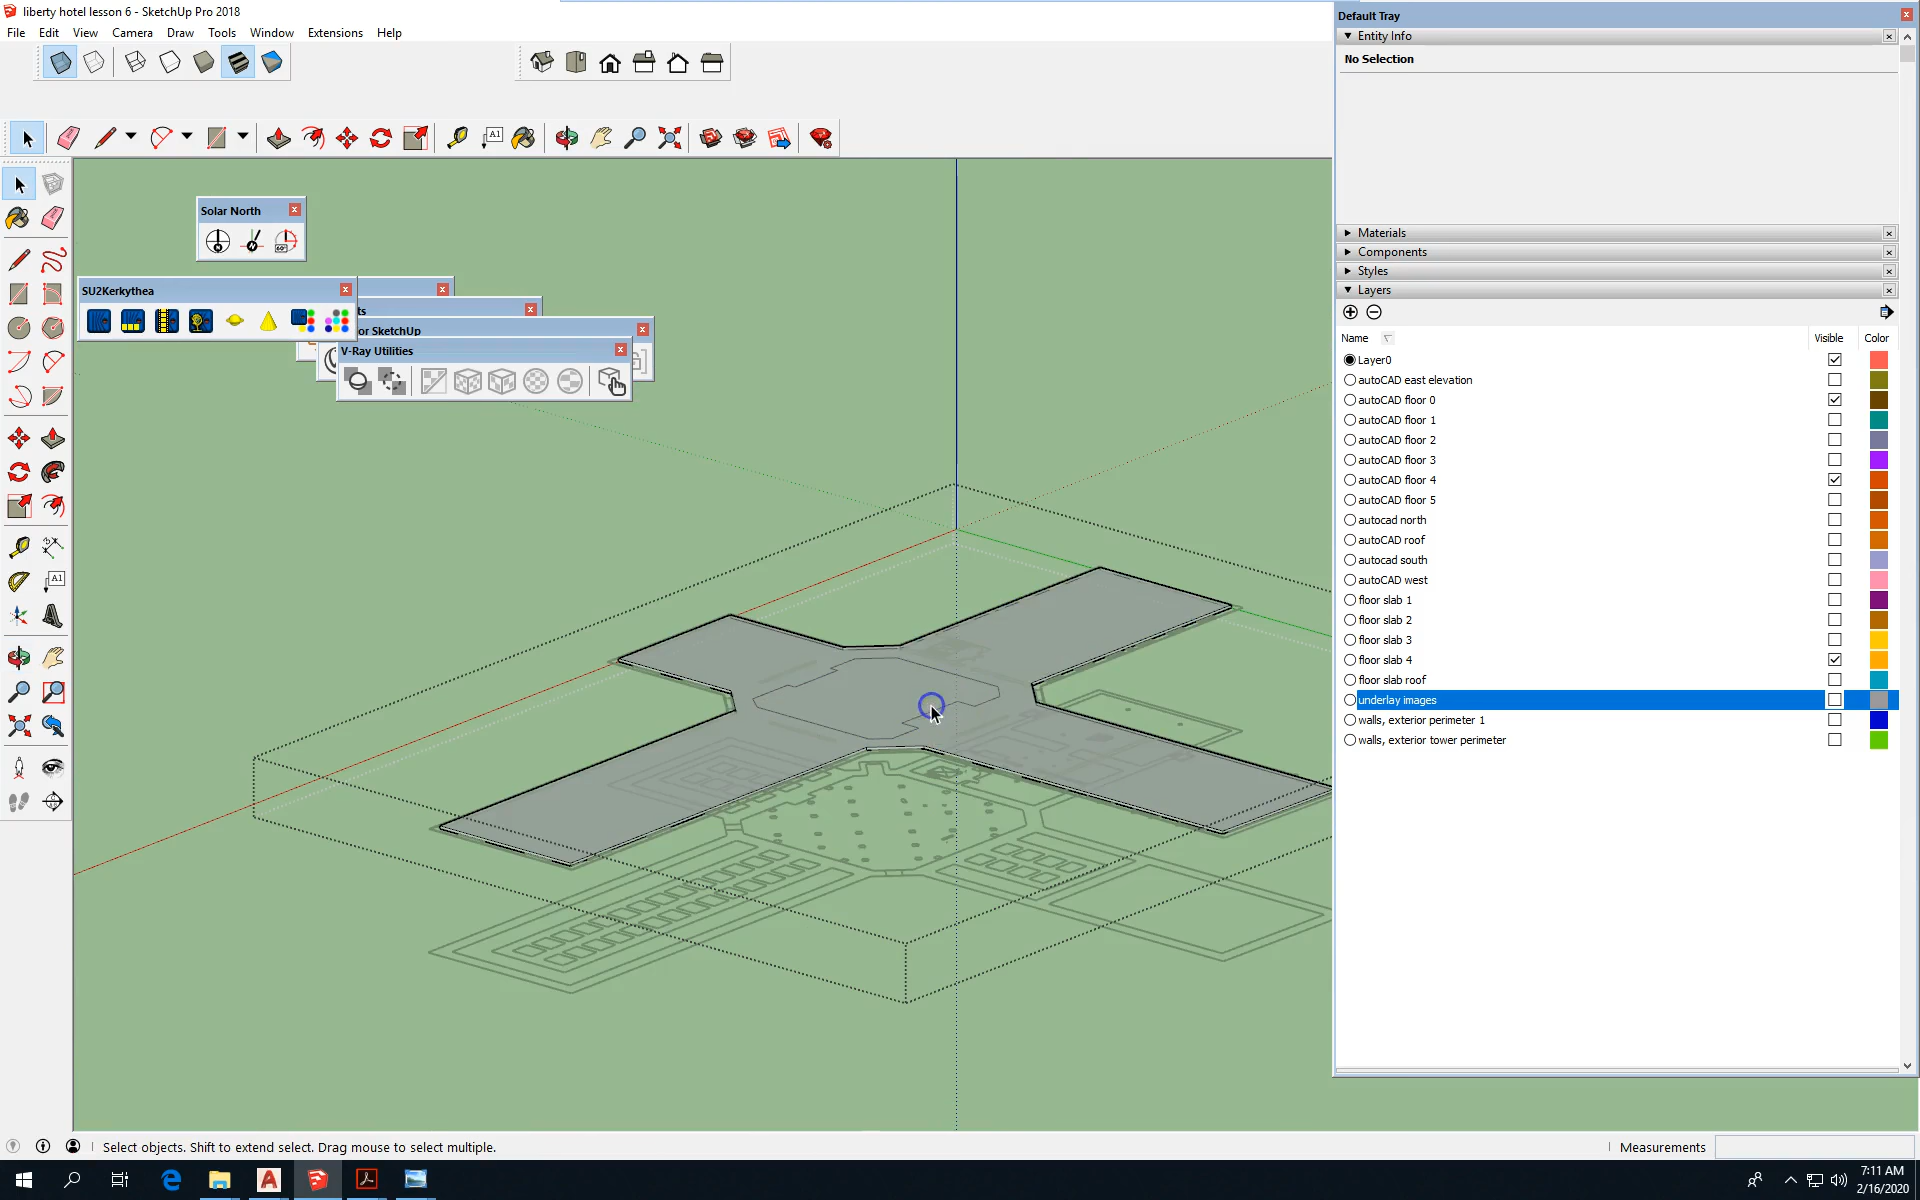 liberty hotel lesson 6 - SketchUp Pro 2018
File Edit View Camera Draw Tools Window Extensions Help
Default Tray
Entity Info
No Selection
A1
Solar North
SU2Kerkythea
ts
or SketchUp
V-Ray Utilities
A1
Materials
Components
Styles
Layers
Name Visible Color
Layer0
autoCAD east elevation
autoCAD floor 0
autoCAD floor 1
autoCAD floor 2
autoCAD floor 3
autoCAD floor 4
autoCAD floor 5
autocad north
autoCAD roof
autocad south
autoCAD west
floor slab 1
floor slab 2
floor slab 3
floor slab 4
floor slab roof
underlay images
walls, exterior perimeter 1
walls, exterior tower perimeter
Select objects. Shift to extend select. Drag mouse to select multiple.
Measurements
7:11 AM
2/16/2020